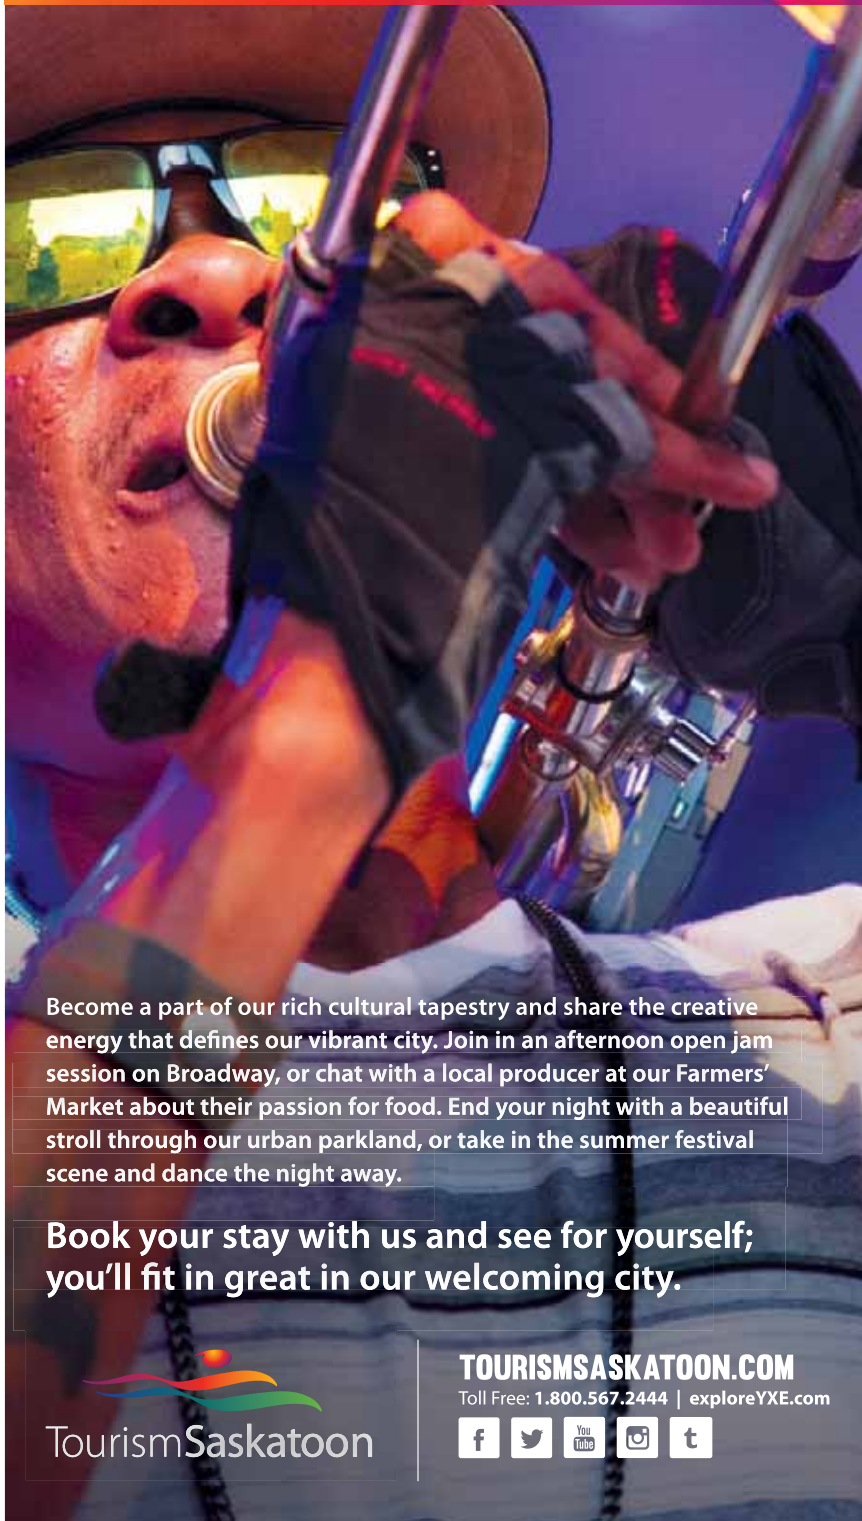 Become a part of our rich cultural tapestry and share the creative
energy that defines our vibrant city. Join in an afternoon open jam
session on Broadway, or chat with a local producer at our Farmers’
Market about their passion for food. End your night with a beautiful
stroll through our urban parkland, or take in the summer festival
scene and dance the night away.
Book your stay with us and see for yourself;
you’ll fit in great in our welcoming city.
TourismSaskatoon
TOURISMSASKATOON.COM
Toll Free: 1.800.567.2444 | exploreYXE.com
f You Tube t